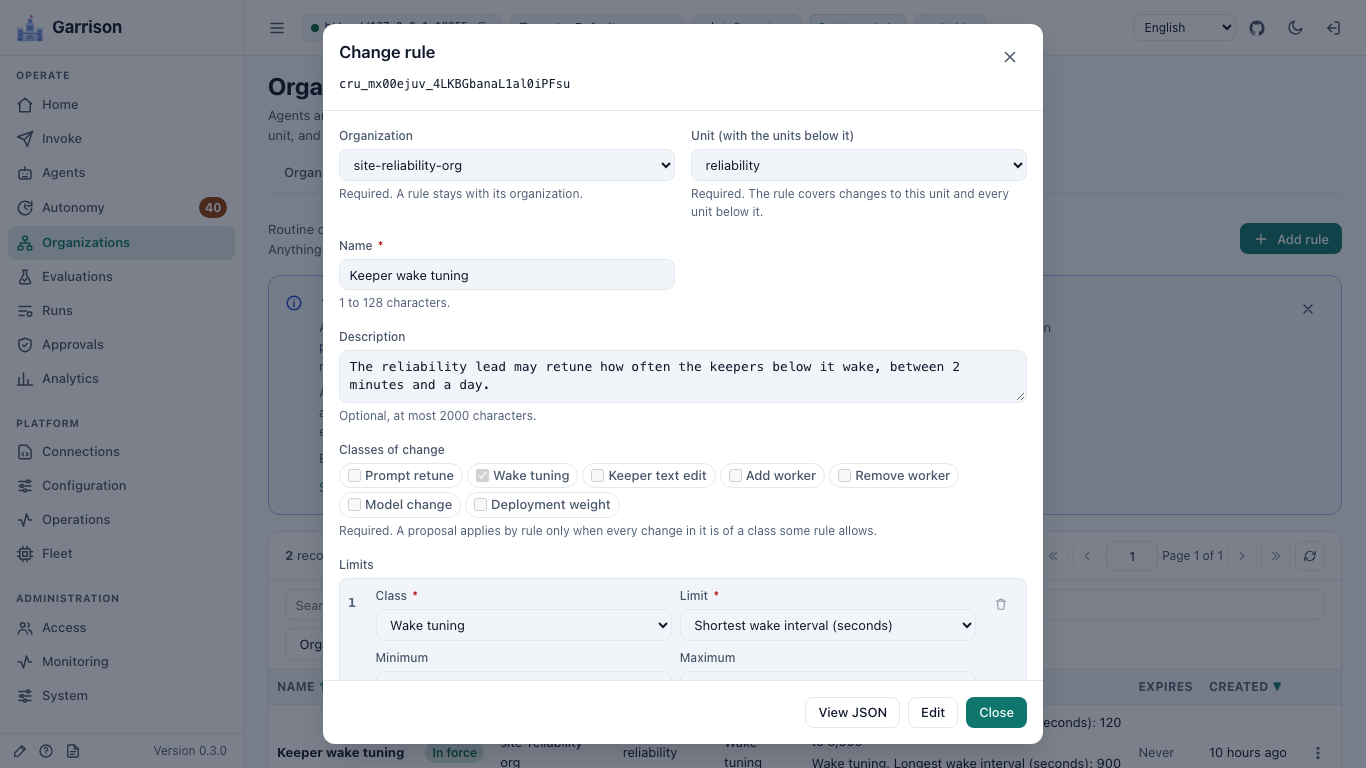 Garrison
English
OPERATE
Home
Invoke
Agents
Autonomy
40
Organizations
Evaluations
Runs
Approvals
Analytics
PLATFORM
Connections
Configuration
Operations
Fleet
ADMINISTRATION
Access
Monitoring
System
Version 0.3.0
Orga
Agents a
unit, and
Organ
Routine c
Anything
Add rule
2 reco
1
Page 1 of 1
Sear
Orga
NAME
EXPIRES
CREATED
Keeper wake tuning
In force
site-reliability-org
reliability
Wake tuning
Never
10 hours ago
econds): 120
Wake tuning, Longest wake interval (seconds): 900
Change rule
cru_mx00ejuv_4LKBGbanaL1al0iPFsu
Organization
Unit (with the units below it)
site-reliability-org
reliability
Required. A rule stays with its organization.
Required. The rule covers changes to this unit and every
unit below it.
Name *
Keeper wake tuning
1 to 128 characters.
Description
The reliability lead may retune how often the keepers below it wake, between 2
minutes and a day.
Optional, at most 2000 characters.
Classes of change
Prompt retune
Wake tuning
Keeper text edit
Add worker
Remove worker
Model change
Deployment weight
Required. A proposal applies by rule only when every change in it is of a class some rule allows.
Limits
1
Class *
Limit *
Wake tuning
Shortest wake interval (seconds)
Minimum
Maximum
View JSON
Edit
Close